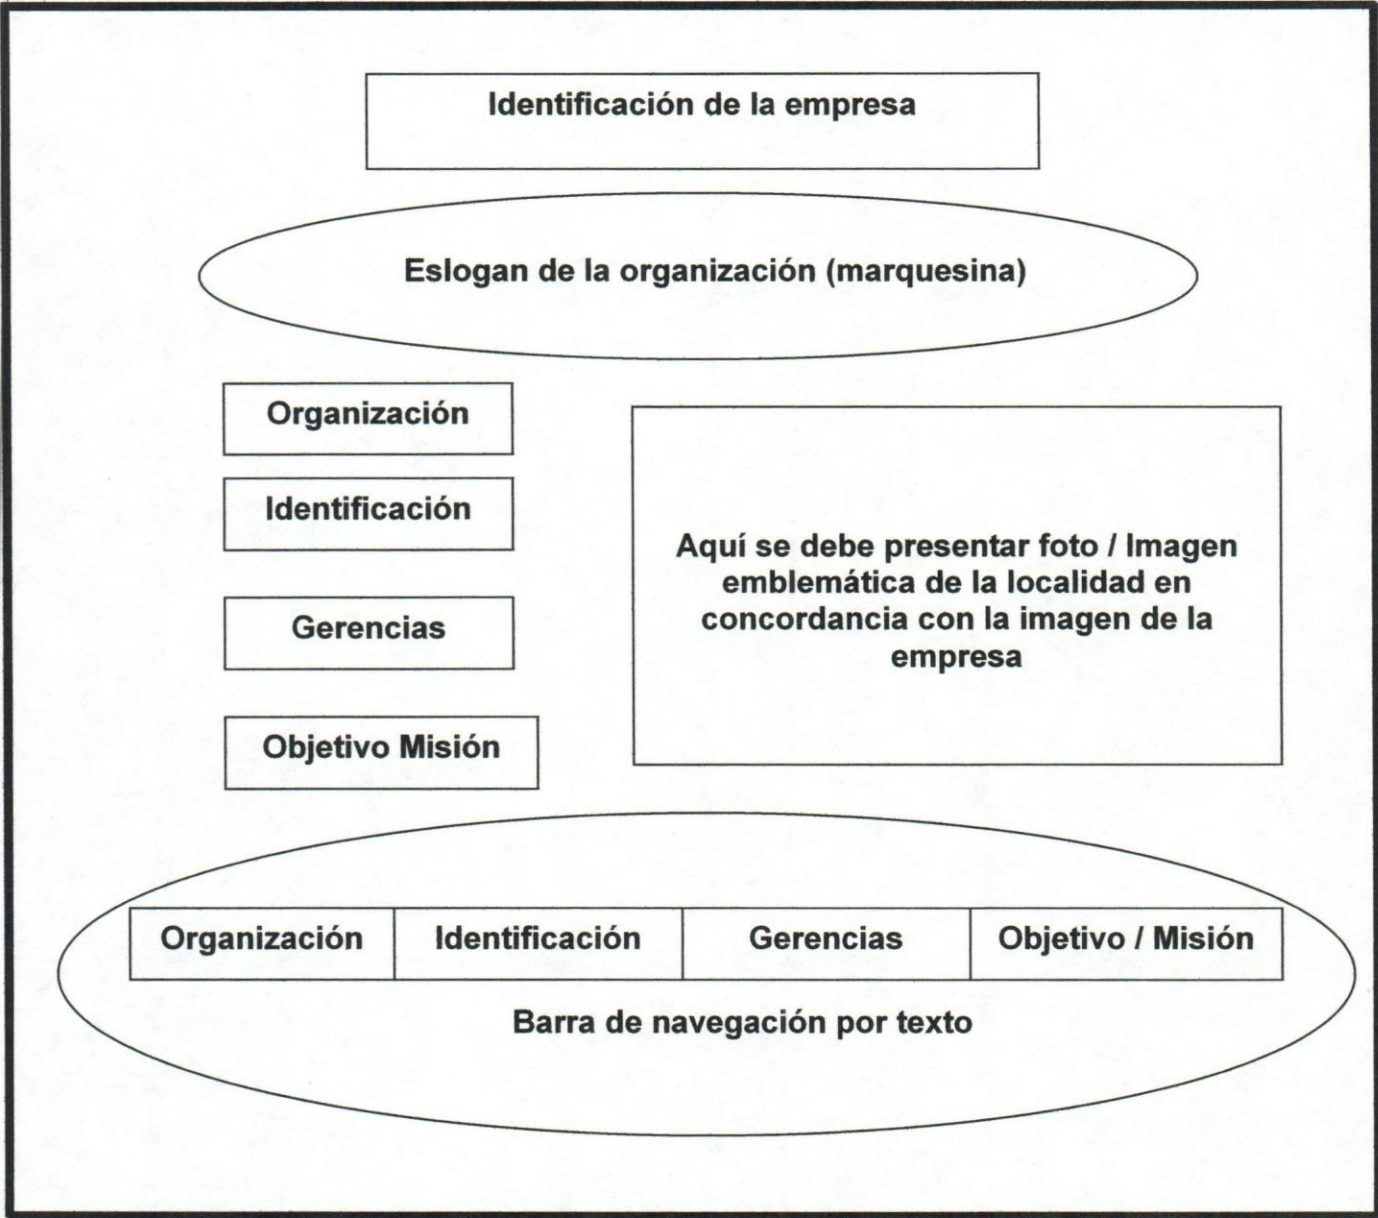 Identificación de la empresa
Eslogan de la organización (marquesina)
Organización
Identificación
Gerencias
Objetivo Misión
Aquí se debe presentar foto / Imagen
emblemática de la localidad en
concordancia con la imagen de la
empresa
Organización Identificación Gerencias Objetivo / Misión
Barra de navegación por texto